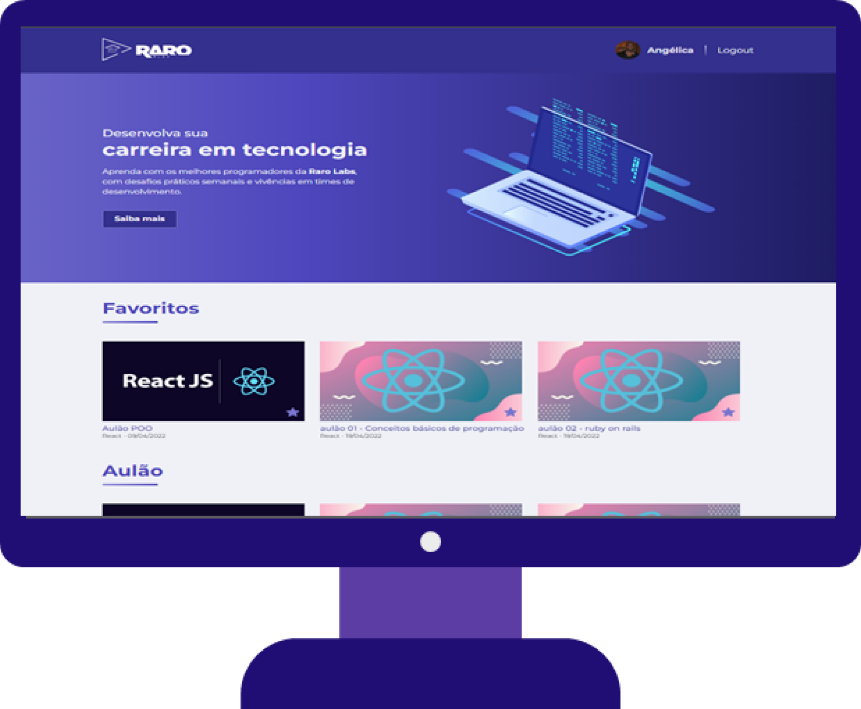 RARO
Angélica | Logout
Desenvolva sua
carreira em tecnologia
Aprenda com os melhores programadores da Raro Labs,
com desafios práticos semanais e vivências em times de
desenvolvimento.
Saiba mais
Favoritos
React JS
Aulão POO
React - 09/04/2022
aulão 01 - Conceitos básicos de programação
React - 19/04/2022
aulão 02 - ruby on rails
React - 19/04/2022
Aulão